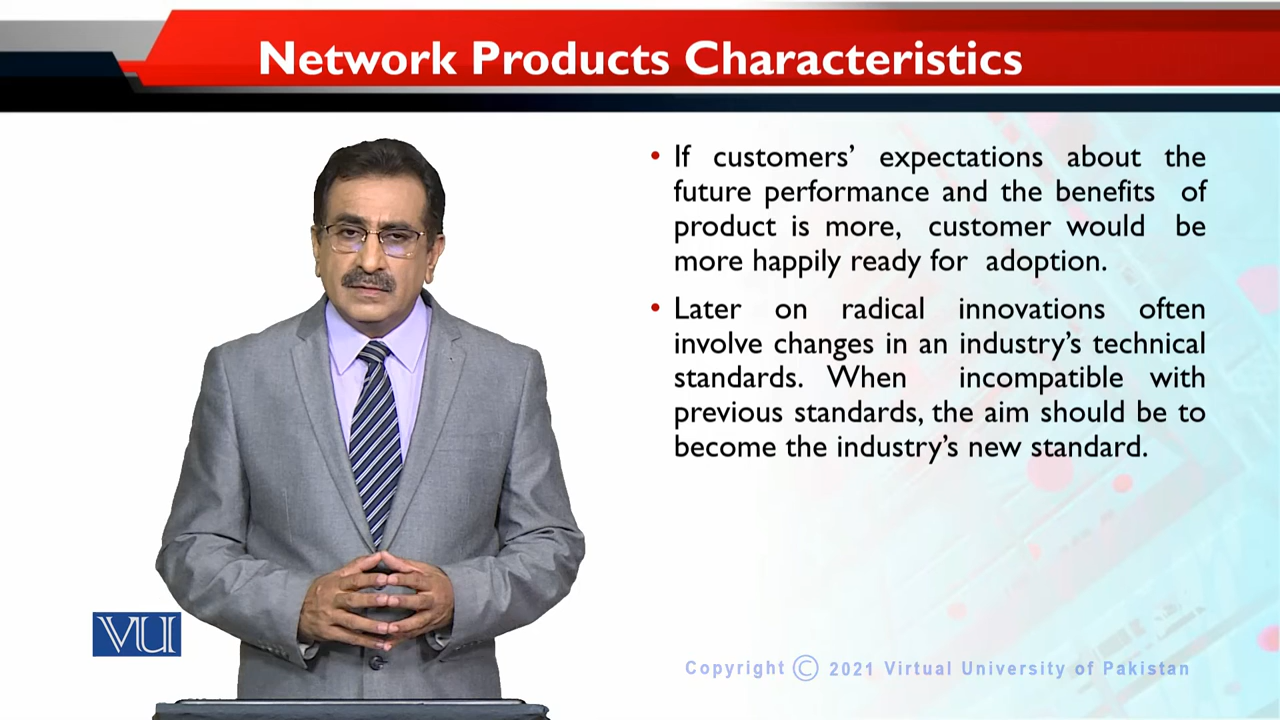 Network Products Characteristics
• If customers’ expectations about the
future performance and the benefits of
product is more, customer would be
more happily ready for adoption.
• Later on radical innovations often
involve changes in an industry’s technical
standards. When incompatible with
previous standards, the aim should be to
become the industry’s new standard.
VU
Copyright © 2021 Virtual University of Pakistan